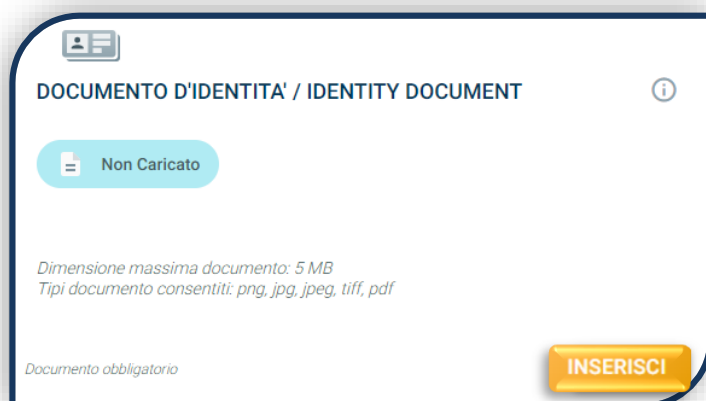 DOCUMENTO D'IDENTITA' / IDENTITY DOCUMENT
Non Caricato
Dimensione massima documento: 5 MB
Tipi documento consentiti: png, jpg, jpeg, tiff, pdf
Documento obbligatorio
INSERISCI